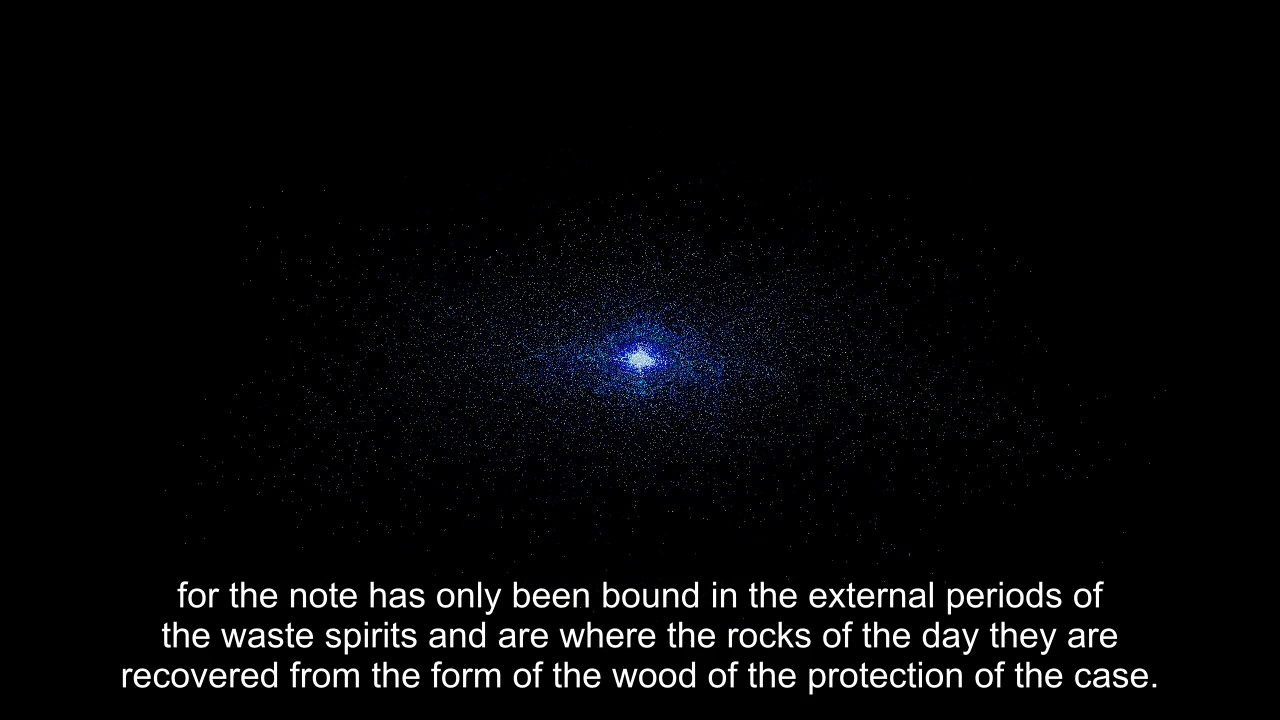 for the note has only been bound in the external periods of
the waste spirits and are where the rocks of the day they are
recovered from the form of the wood of the protection of the case.